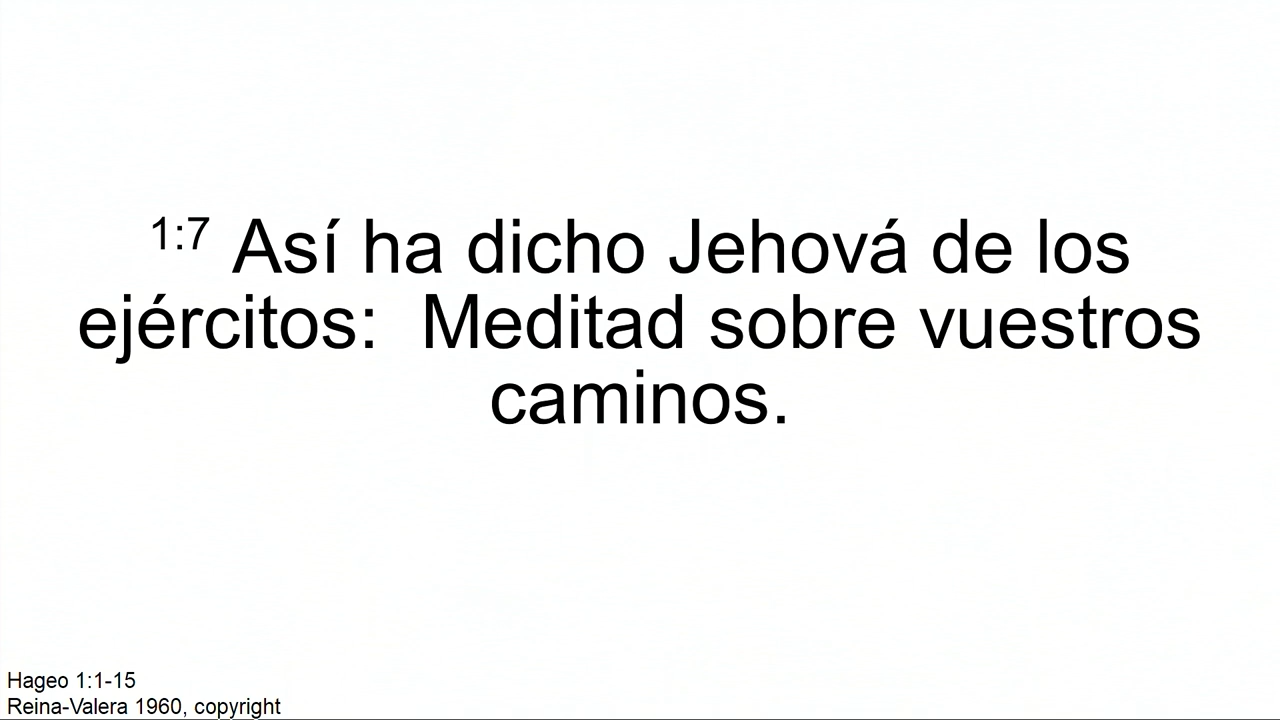 1:7 Así ha dicho Jehová de los
ejércitos:  Meditad sobre vuestros
caminos.
Hageo 1:1-15
Reina-Valera 1960, copyright